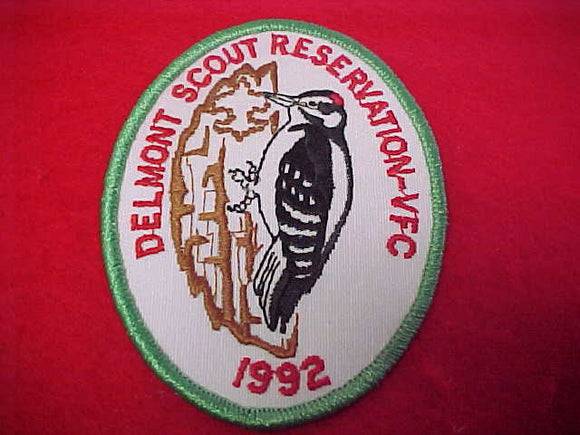 DELMONT SCOUT RESERVATION-VFC
1992